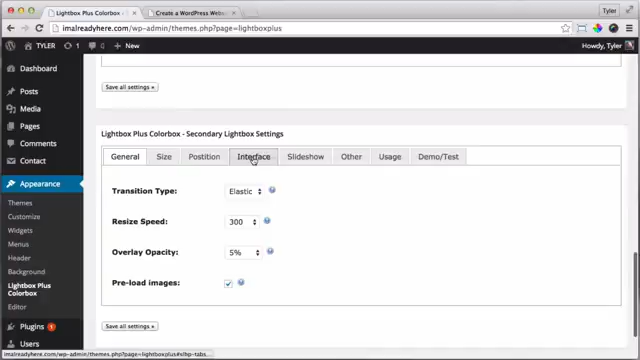 Lightbox Plus Colorbox
Create a WordPress Webs
Tyler
imalreadyhere.com/wp-admin/themes.php?page=lightboxplus
TYLER 1 New
Howdy, Tyler
Dashboard
Posts
Media
Pages
Comments
Contact
Appearance
Themes
Customize
Widgets
Menus
Header
Background
Lightbox Plus
Colorbox
Editor
Plugins 1
Users
Save all settings »
Lightbox Plus Colorbox - Secondary Lightbox Settings
General Size Postition Interface Slideshow Other Usage Demo/Test
Transition Type: Elastic
Resize Speed: 300
Overlay Opacity: 5%
Pre-load images:
Save all settings »
imalreadyhere.com/wp-admin/themes.php?page=lightboxplus#slbp-tabs...